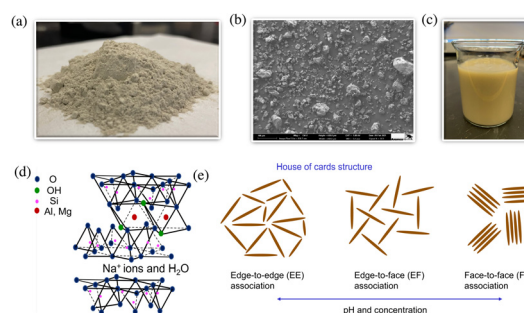 (a)
(b)
(c)
(d)
O
OH
Si
Al, Mg
Na⁺ ions and H₂O
(e)
House of cards structure
Edge-to-edge (EE)
association
Edge-to-face (EF)
association
Face-to-face (F
association
pH and concentration